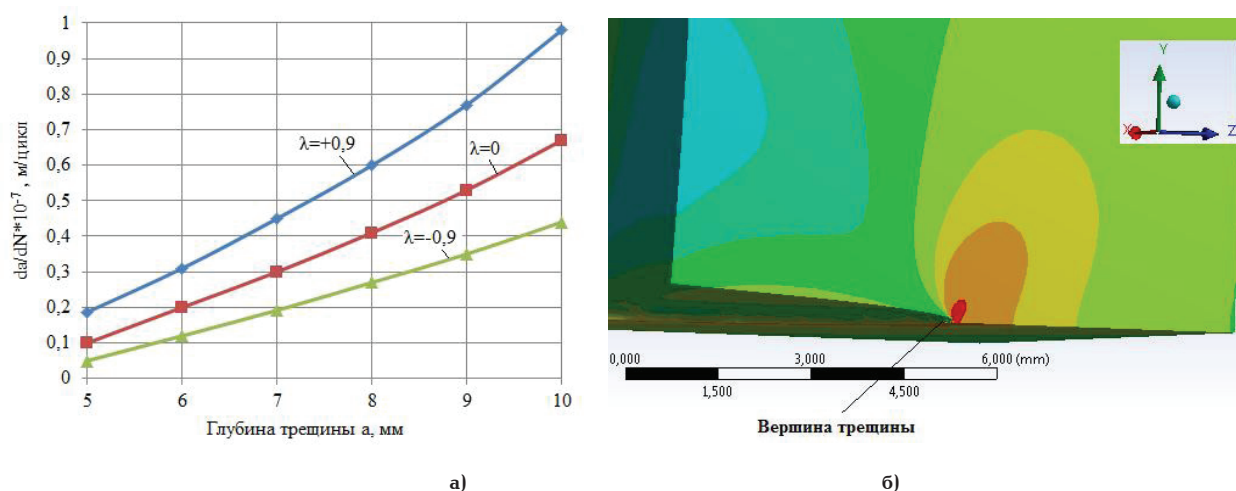 1
0,9
0,8
0,7
0,6
0,5
0,4
0,3
0,2
0,1
0
da/dN*10⁻⁷ , м/цикл
λ=+0,9
λ=0
λ=-0,9
5 6 7 8 9 10
Глубина трещины a, мм
а)
Y
X Z
0,000 3,000 6,000 (mm)
1,500 4,500
Вершина трещины
б)